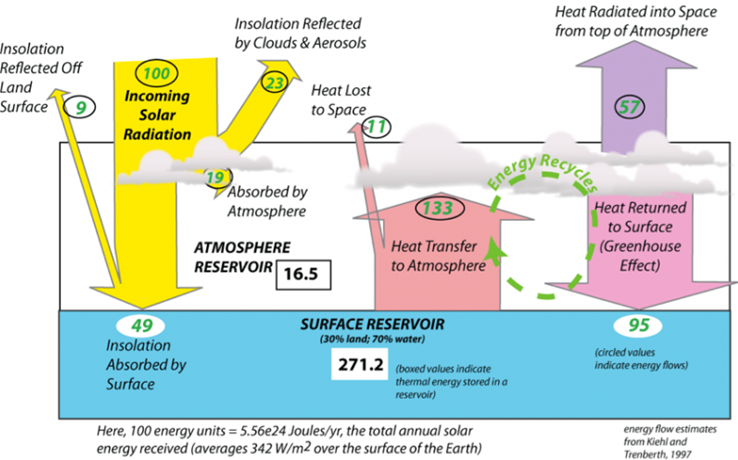 Insolation
Reflected Off
Land
Surface
9
100
Incoming
Solar
Radiation
Insolation Reflected
by Clouds & Aerosols
23
19
Absorbed by
Atmosphere
Heat Lost
to Space
11
Heat Radiated into Space
from top of Atmosphere
57
Energy Recycles
133
Heat Transfer
to Atmosphere
Heat Returned
to Surface
(Greenhouse
Effect)
ATMOSPHERE
RESERVOIR
16.5
49
Insolation
Absorbed by
Surface
SURFACE RESERVOIR
(30% land; 70% water)
271.2
(boxed values indicate
thermal energy stored in a
reservoir)
95
(circled values
indicate energy flows)
Here, 100 energy units = 5.56e24 Joules/yr, the total annual solar
energy received (averages 342 W/m2 over the surface of the Earth)
energy flow estimates
from Kiehl and
Trenberth, 1997